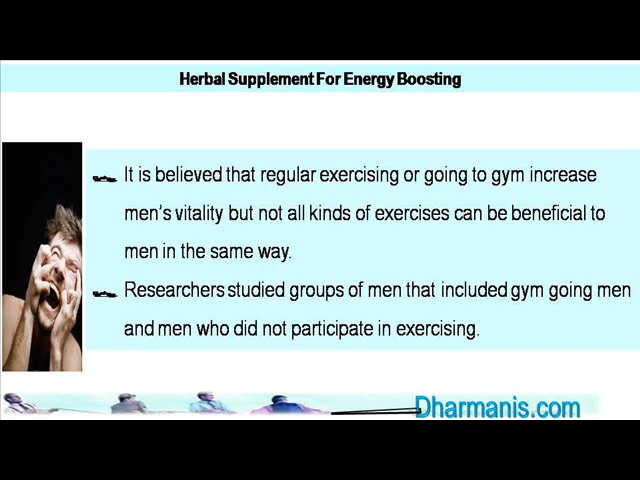 Herbal Supplement For Energy Boosting
It is believed that regular exercising or going to gym increase
men's vitality but not all kinds of exercises can be beneficial to
men in the same way.
Researchers studied groups of men that included gym going men
and men who did not participate in exercising.
Dharmanis.com